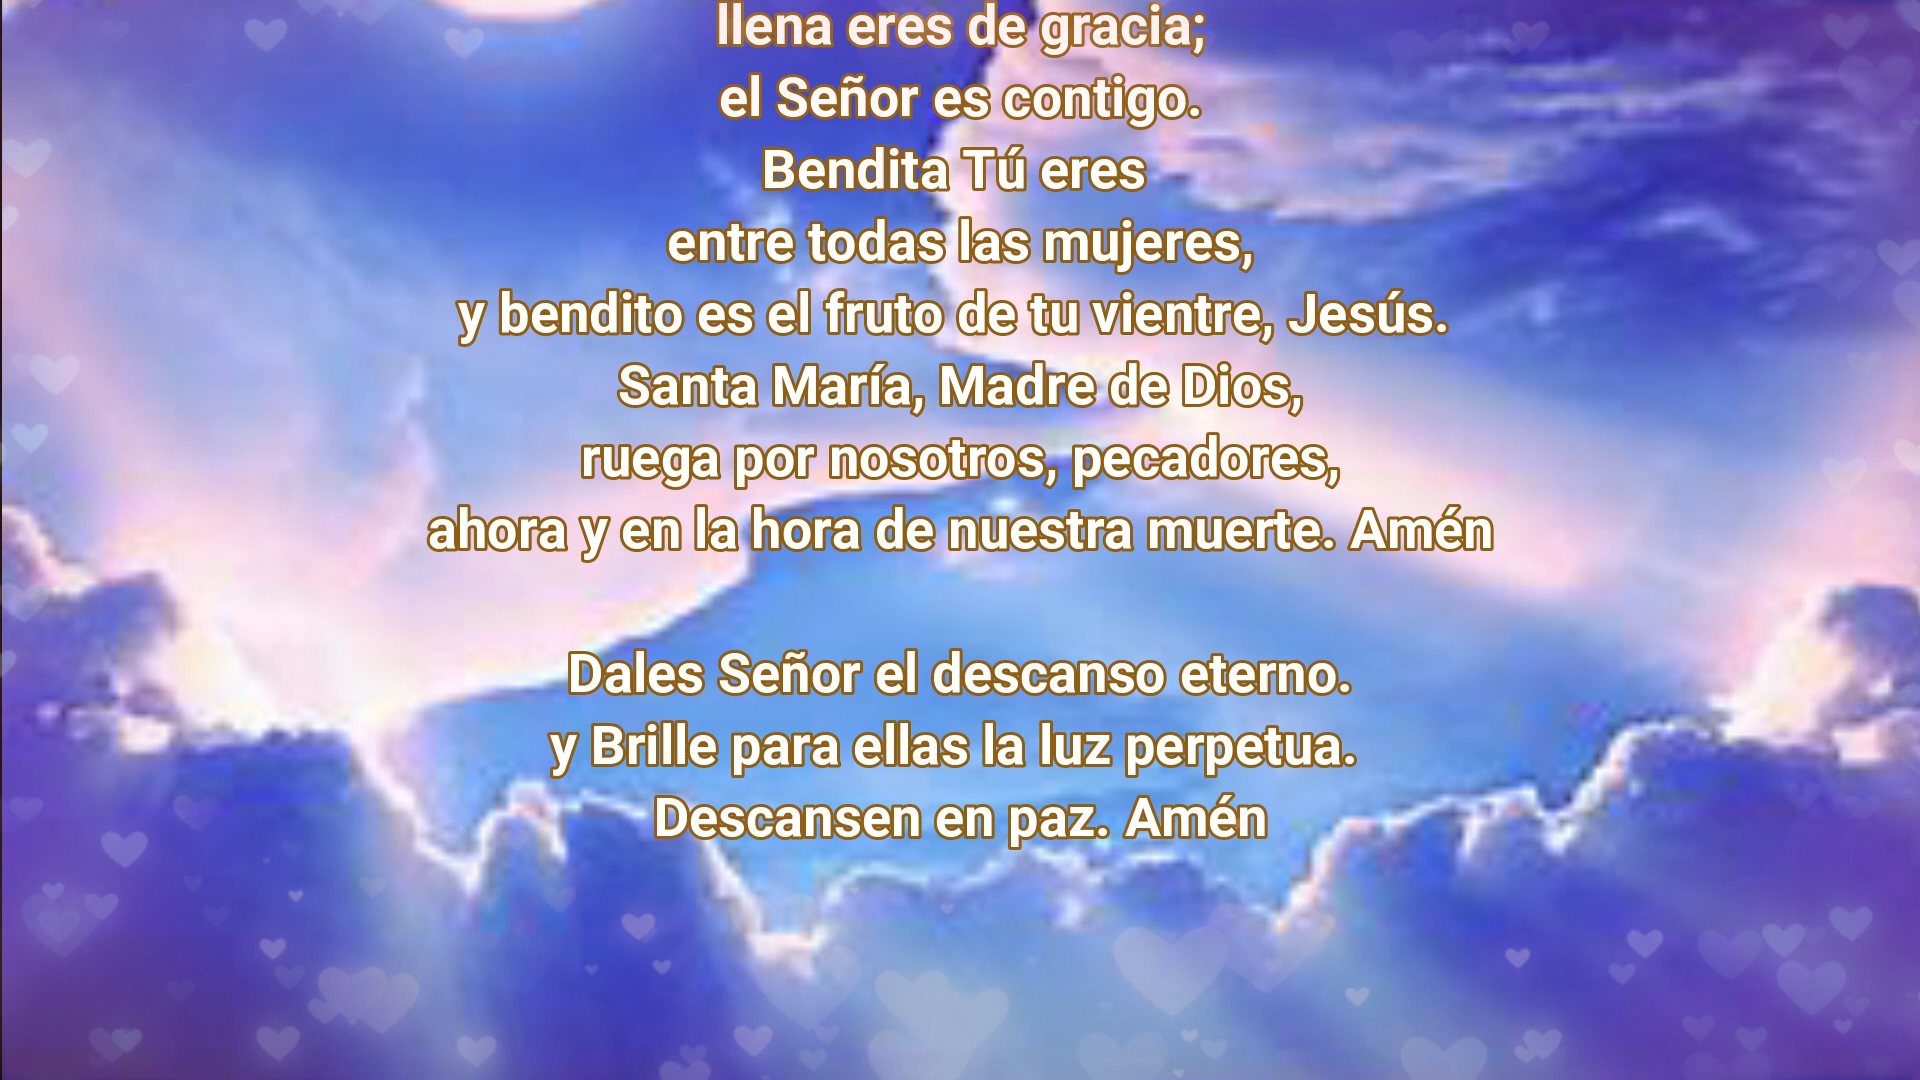 llena eres de gracia;
el Señor es contigo.
Bendita Tú eres
entre todas las mujeres,
y bendito es el fruto de tu vientre, Jesús.
Santa María, Madre de Dios,
ruega por nosotros, pecadores,
ahora y en la hora de nuestra muerte. Amén
Dales Señor el descanso eterno.
y Brille para ellas la luz perpetua.
Descansen en paz. Amén